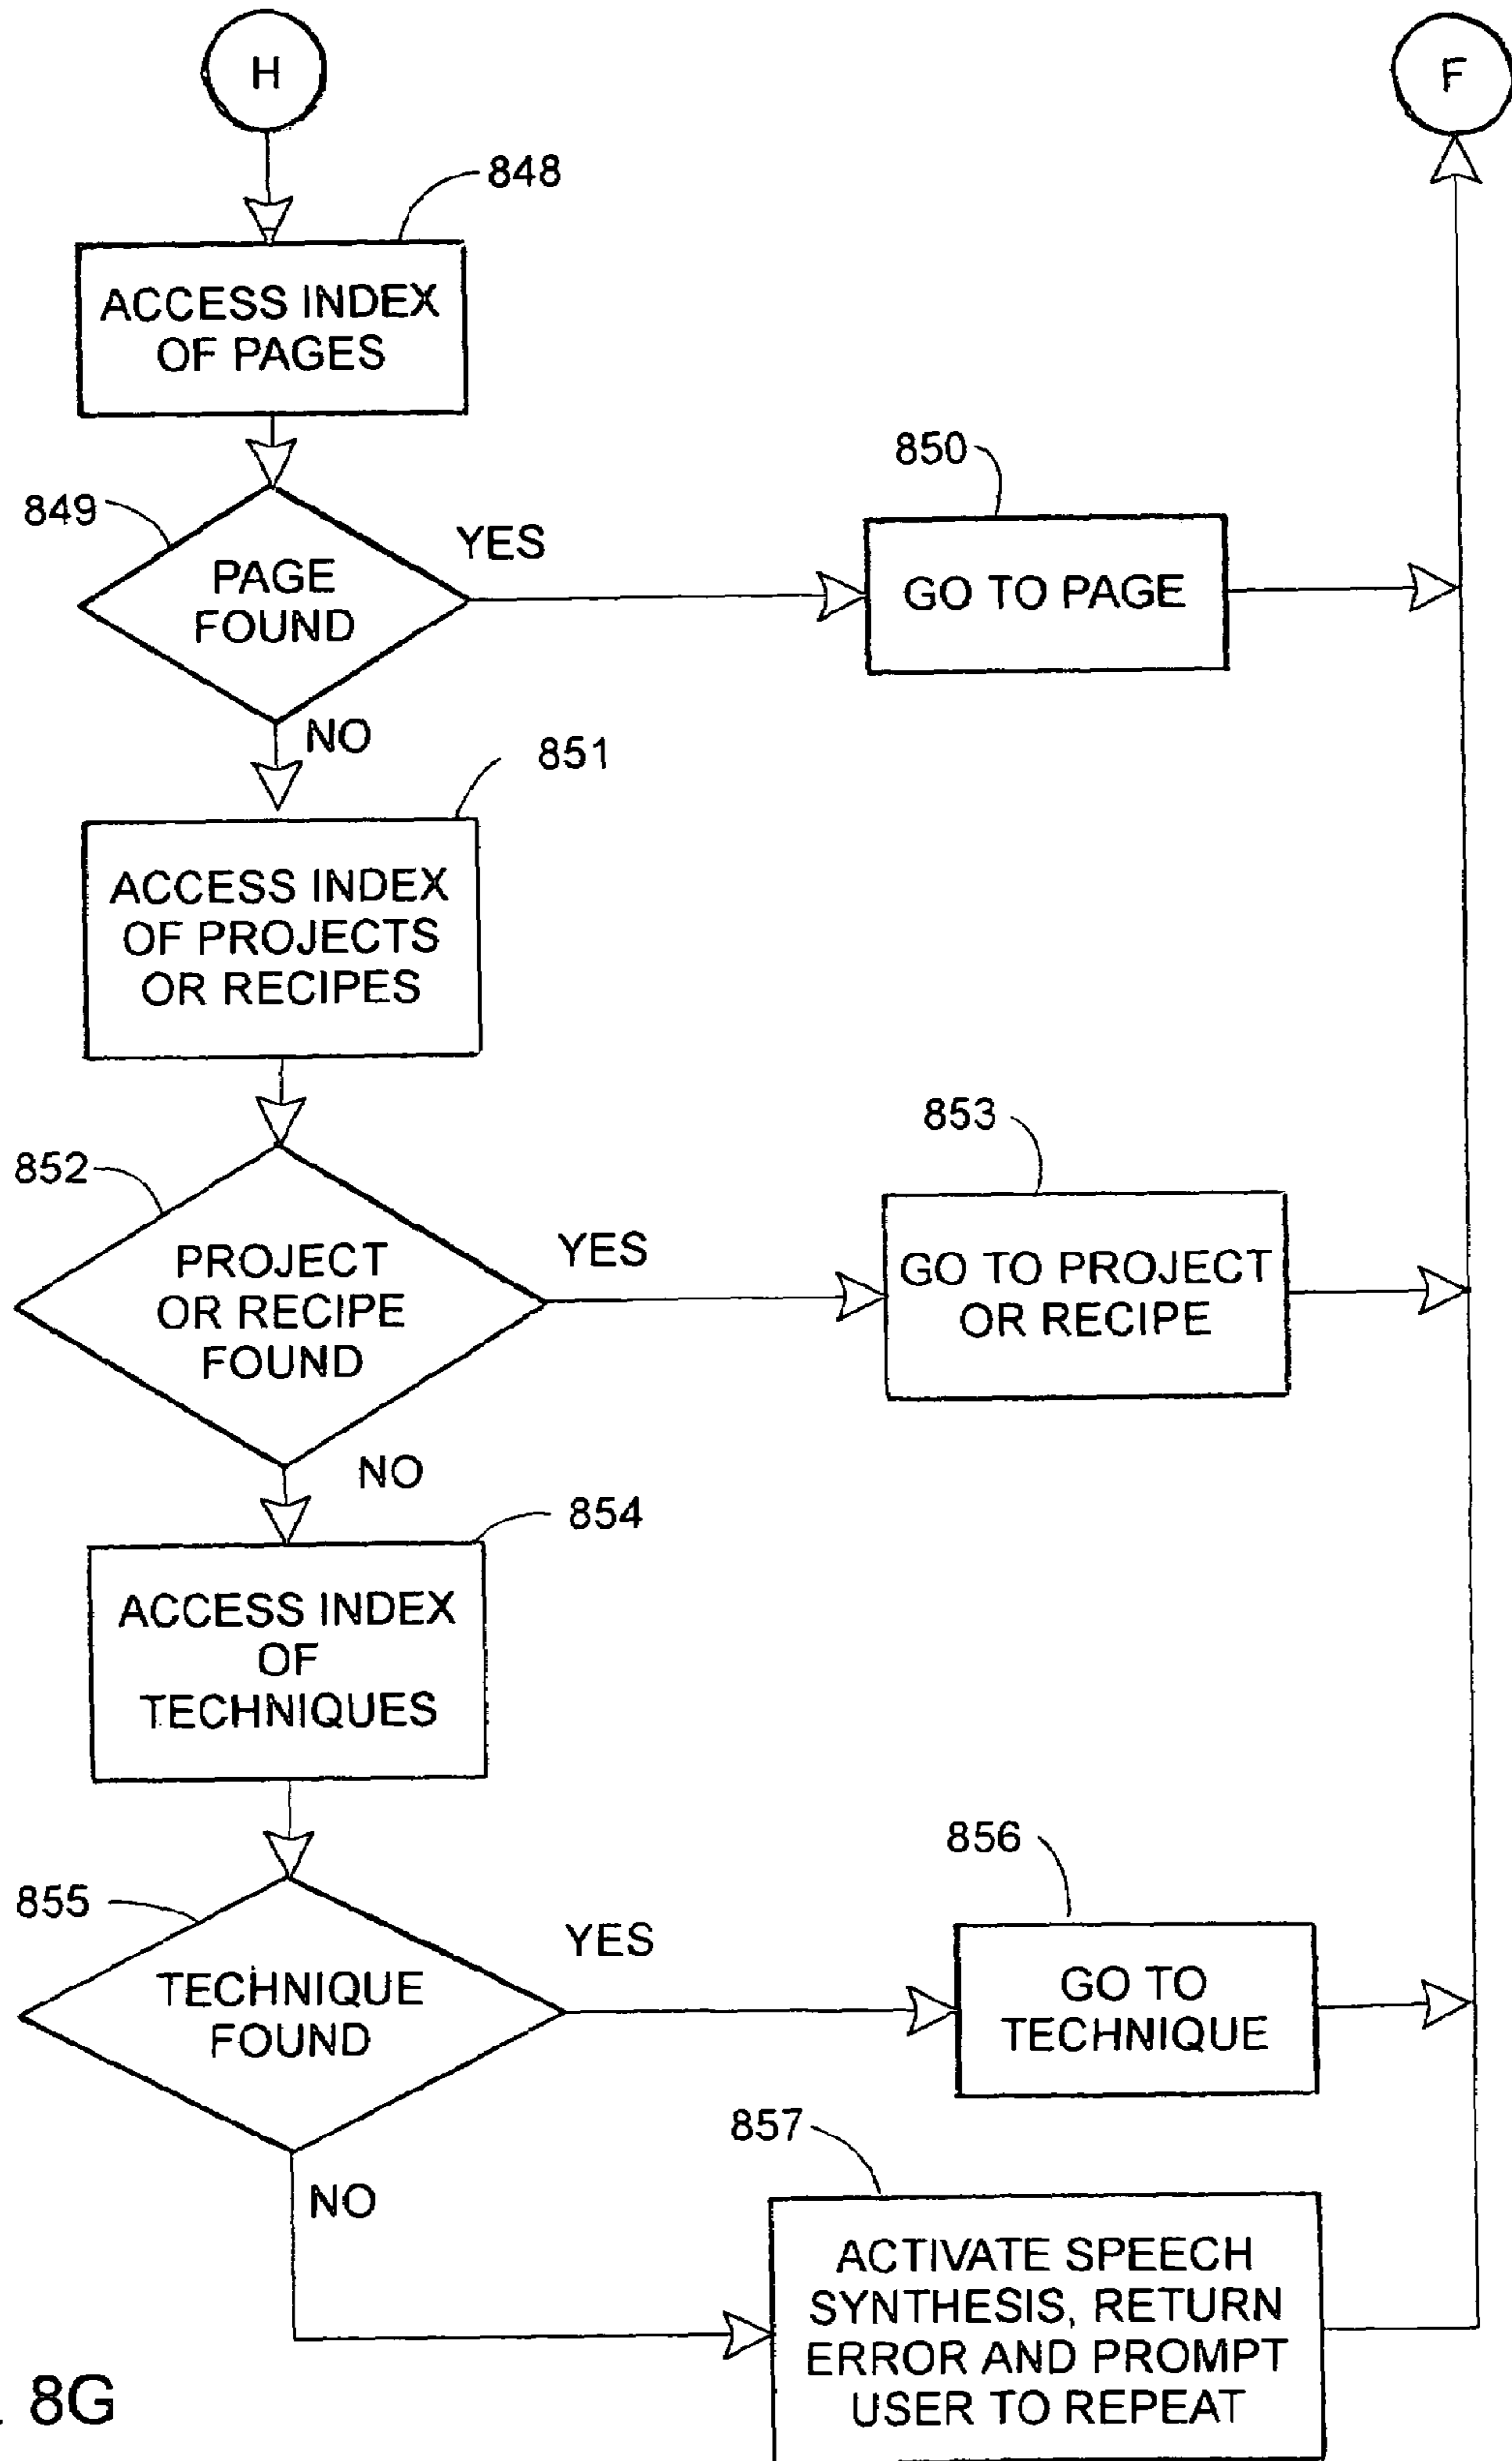 H
F
848
ACCESS INDEX
OF PAGES
849
PAGE
FOUND
YES
850
GO TO PAGE
NO
851
ACCESS INDEX
OF PROJECTS
OR RECIPES
852
PROJECT
OR RECIPE
FOUND
YES
853
GO TO PROJECT
OR RECIPE
NO
854
ACCESS INDEX
OF
TECHNIQUES
855
TECHNIQUE
FOUND
YES
856
GO TO
TECHNIQUE
NO
857
ACTIVATE SPEECH
SYNTHESIS, RETURN
ERROR AND PROMPT
USER TO REPEAT
8G